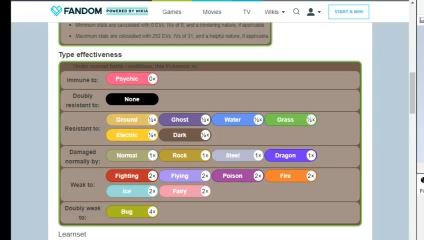 FANDOM POWERED BY WIKIA Games Movies TV Wikis START A WIKI
Type effectiveness
Immune to: Psychic 0×
Doubly resistant to: None
Resistant to: Ground ½× Ghost ½× Water ½× Grass ½×
Electric ½× Dark ½×
Damaged normally by: Normal 1× Rock 1× Steel 1× Dragon 1×
Weak to: Fighting 2× Flying 2× Poison 2× Fire 2×
Ice 2× Fairy 2×
Doubly weak to: Bug 4×
Learnset